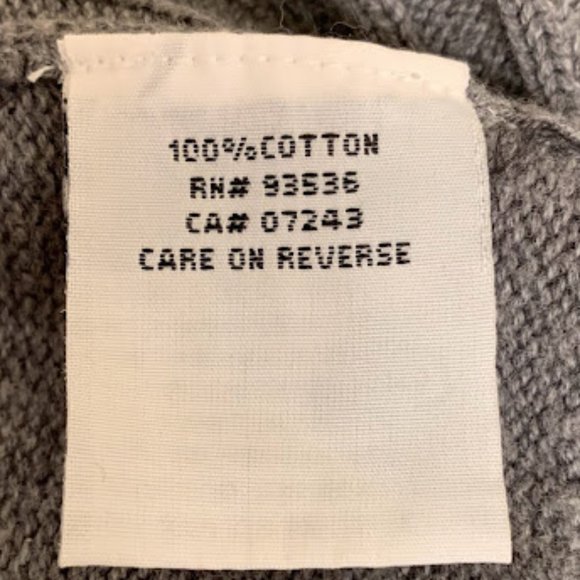 100%COTTON
RN# 93536
CA# 07243
CARE ON REVERSE